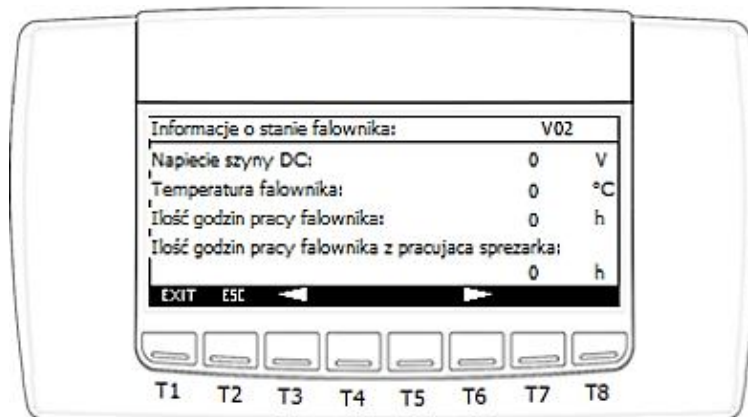 Informacje o stanie falownika: V02
Napiecie szyny DC: 0 V
Temperatura falownika: 0 °C
Ilość godzin pracy falownika: 0 h
Ilość godzin pracy falownika z pracujaca sprezarka:
0 h
EXIT ESC
T1 T2 T3 T4 T5 T6 T7 T8